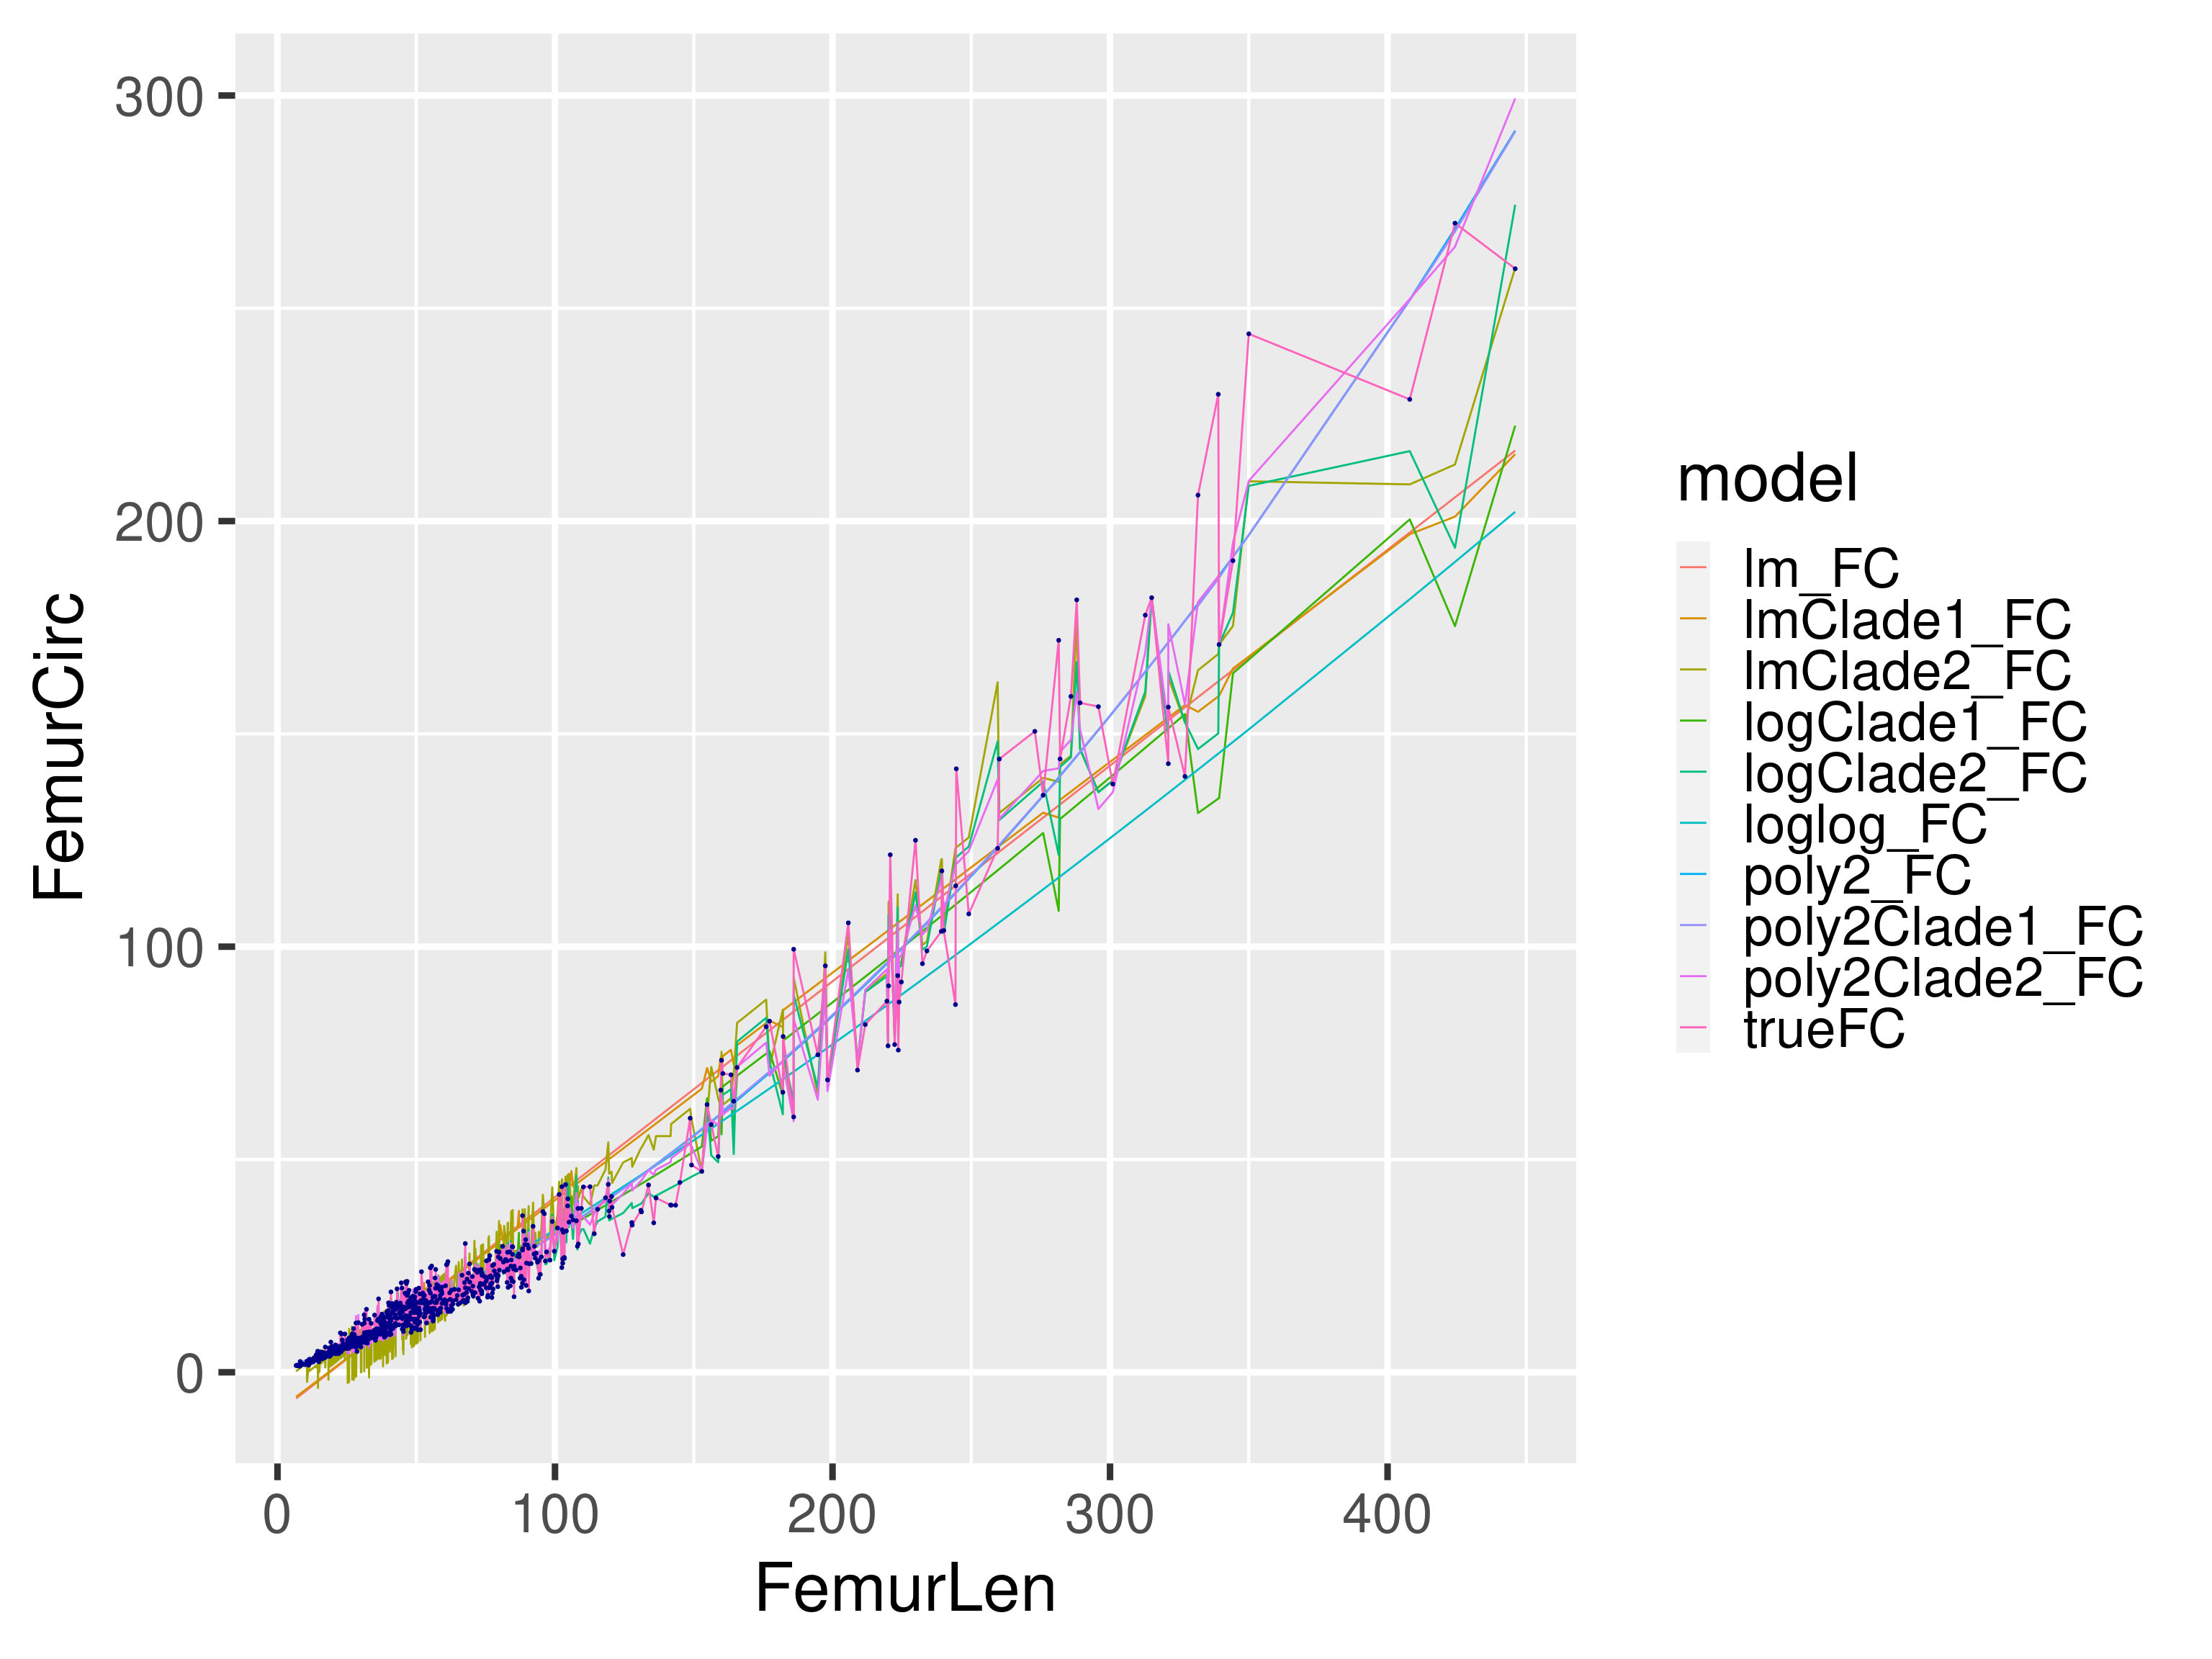 300
200
100
0
FemurCirc
0 100 200 300 400
FemurLen
model
lm_FC
lmClade1_FC
lmClade2_FC
logClade1_FC
logClade2_FC
loglog_FC
poly2_FC
poly2Clade1_FC
poly2Clade2_FC
trueFC